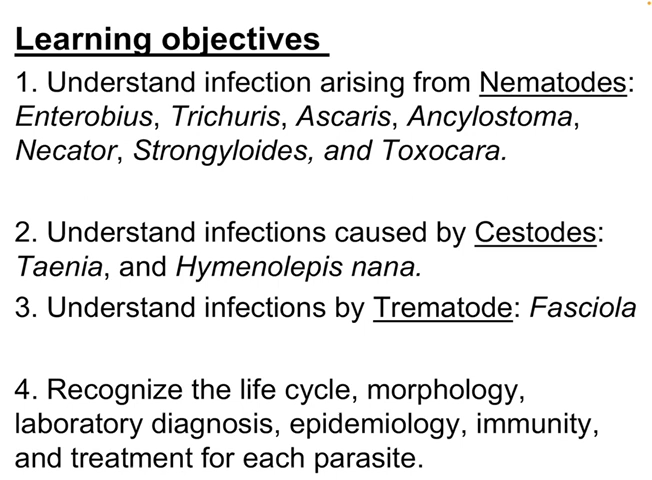 Learning objectives
1. Understand infection arising from Nematodes:
Enterobius, Trichuris, Ascaris, Ancylostoma,
Necator, Strongyloides, and Toxocara.
2. Understand infections caused by Cestodes:
Taenia, and Hymenolepis nana.
3. Understand infections by Trematode: Fasciola
4. Recognize the life cycle, morphology,
laboratory diagnosis, epidemiology, immunity,
and treatment for each parasite.